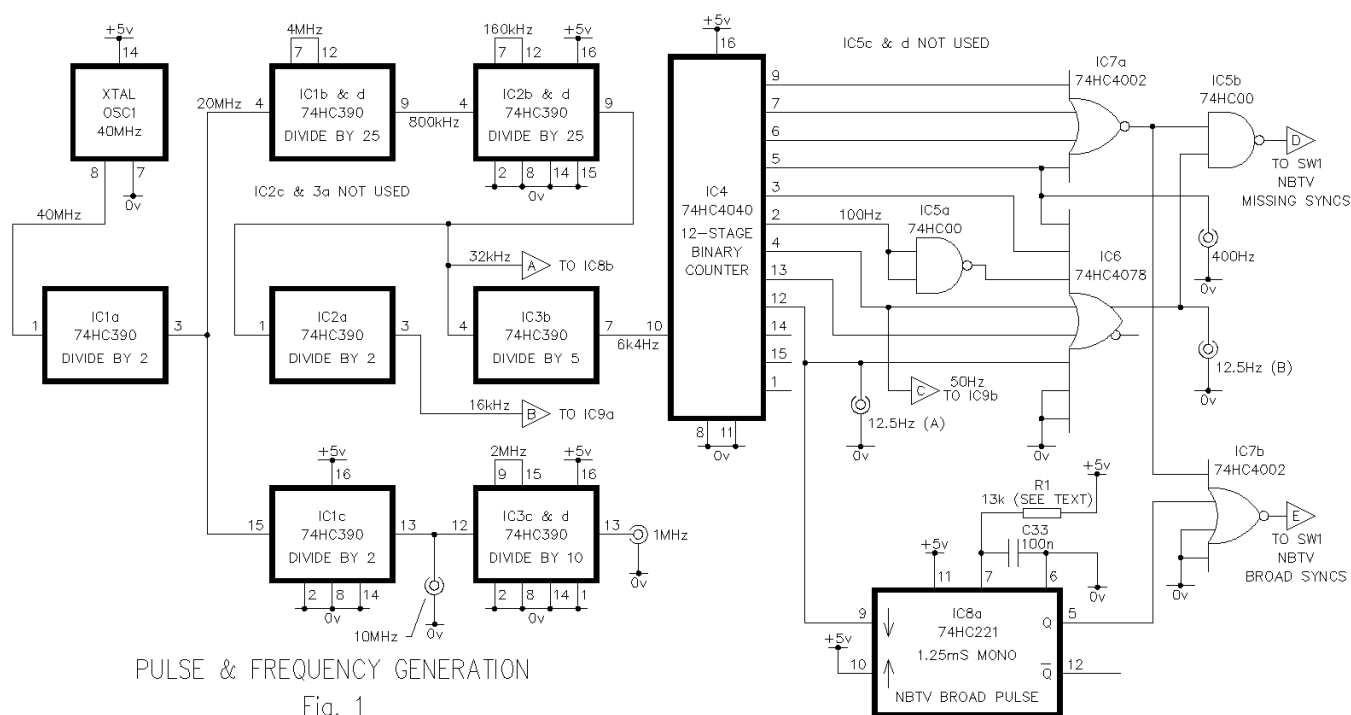 +5v
14
XTAL
OSC1
40MHz
8
7
0v
40MHz
1
IC1a
74HC390
DIVIDE BY 2
3
20MHz
4MHz
7
12
4
IC1b & d
74HC390
DIVIDE BY 25
9
800kHz
160kHz
7
12
+5v
16
4
IC2b & d
74HC390
DIVIDE BY 25
9
2
8
14
15
0v
IC2c & 3a NOT USED
32kHz
A
TO IC8b
1
IC2a
74HC390
DIVIDE BY 2
3
4
IC3b
74HC390
DIVIDE BY 5
7
6k4Hz
10
16kHz
B
TO IC9a
+5v
16
15
IC1c
74HC390
DIVIDE BY 2
13
2
8
14
0v
10MHz
0v
2MHz
9
15
+5v
16
12
IC3c & d
74HC390
DIVIDE BY 10
13
1MHz
0v
2
8
14
1
0v
+5v
16
IC4
74HC4040
12-STAGE
BINARY
COUNTER
9
7
6
5
3
2
4
13
12
14
15
1
8
11
0v
IC5c & d NOT USED
100Hz
IC5a
74HC00
IC7a
74HC4002
IC5b
74HC00
D
TO SW1
NBTV
MISSING SYNCS
400Hz
0v
IC6
74HC4078
12.5Hz (B)
0v
C
50Hz
TO IC9b
12.5Hz (A)
0v
0v
IC7b
74HC4002
E
TO SW1
NBTV
BROAD SYNCS
0v
R1
13k (SEE TEXT)
+5v
C33
100n
0v
+5v
11
7
6
9
+5v
10
IC8a
74HC221
1.25mS MONO
NBTV BROAD PULSE
Q
5
Q̅
12
PULSE & FREQUENCY GENERATION
Fig. 1